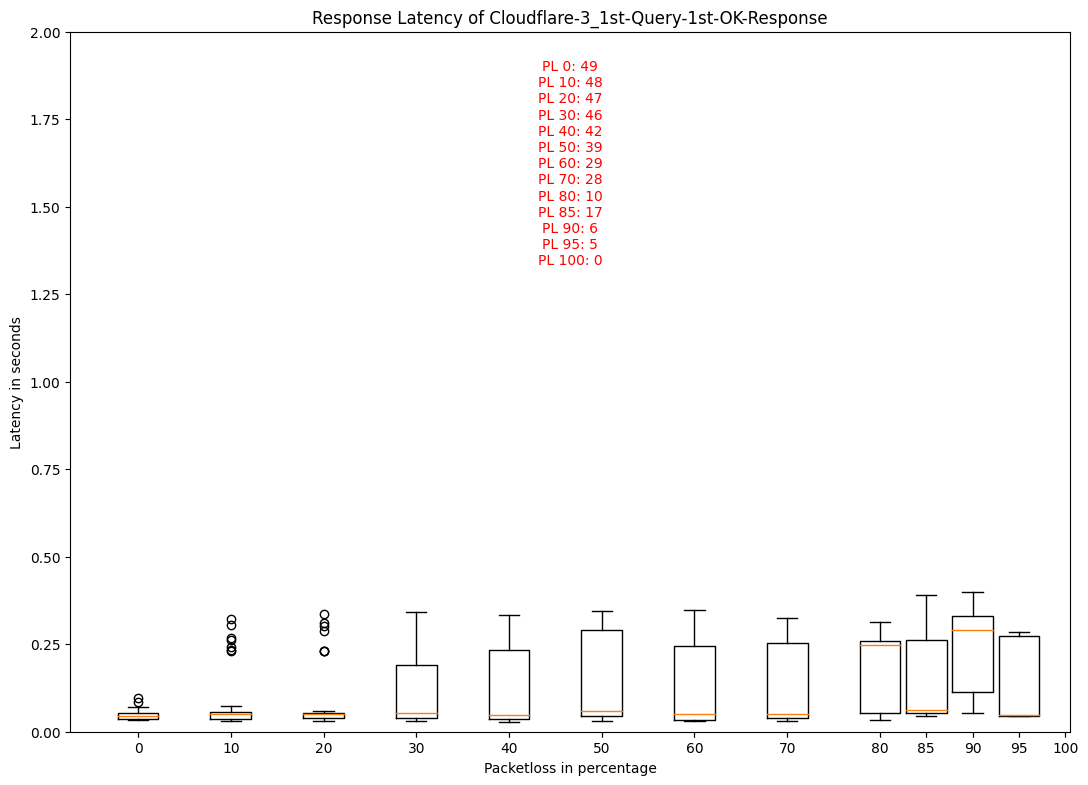 Response Latency of Cloudflare-3_1st-Query-1st-OK-Response
2.00
1.75
1.50
1.25
1.00
0.75
0.50
0.25
0.00
Latency in seconds
PL 0: 49
PL 10: 48
PL 20: 47
PL 30: 46
PL 40: 42
PL 50: 39
PL 60: 29
PL 70: 28
PL 80: 10
PL 85: 17
PL 90: 6
PL 95: 5
PL 100: 0
0 10 20 30 40 50 60 70 80 85 90 95 100
Packetloss in percentage